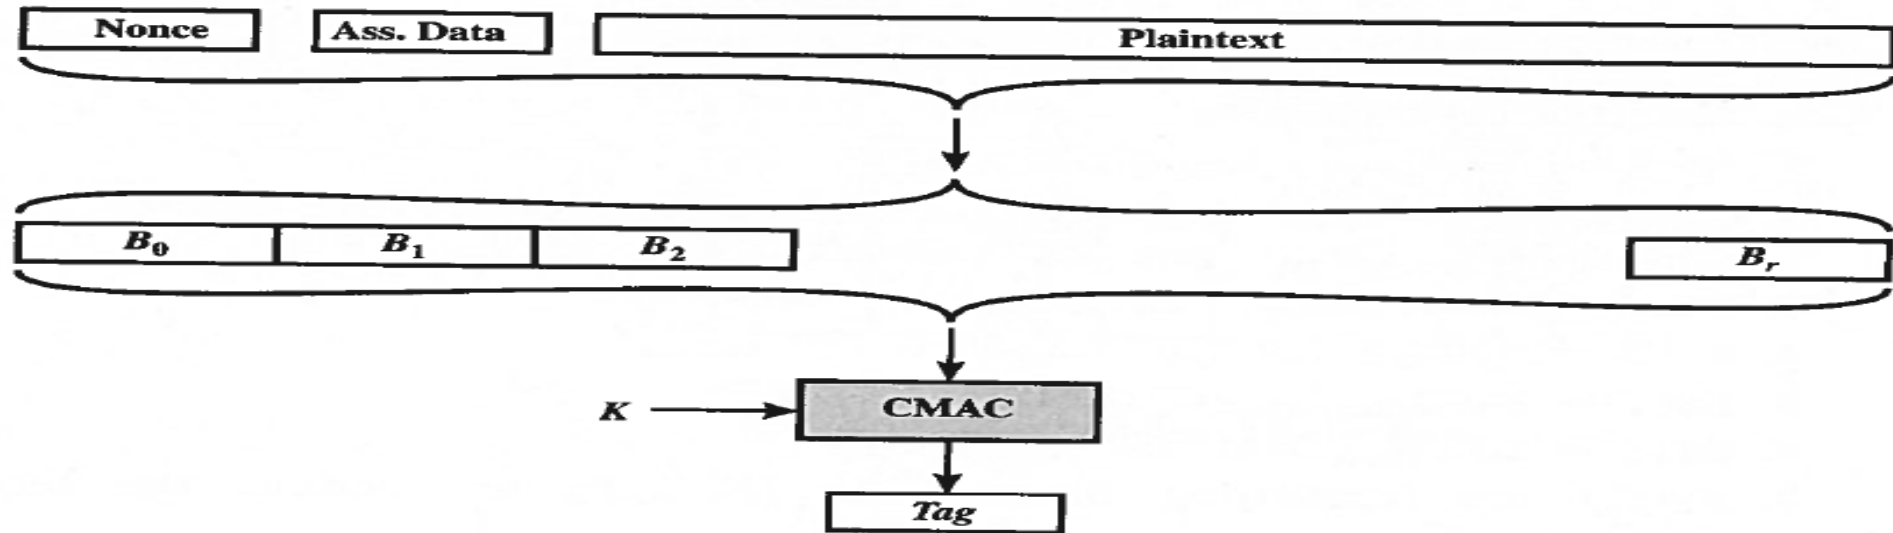 Nonce Ass. Data Plaintext
B₀ B₁ B₂ Bᵣ
K CMAC
Tag